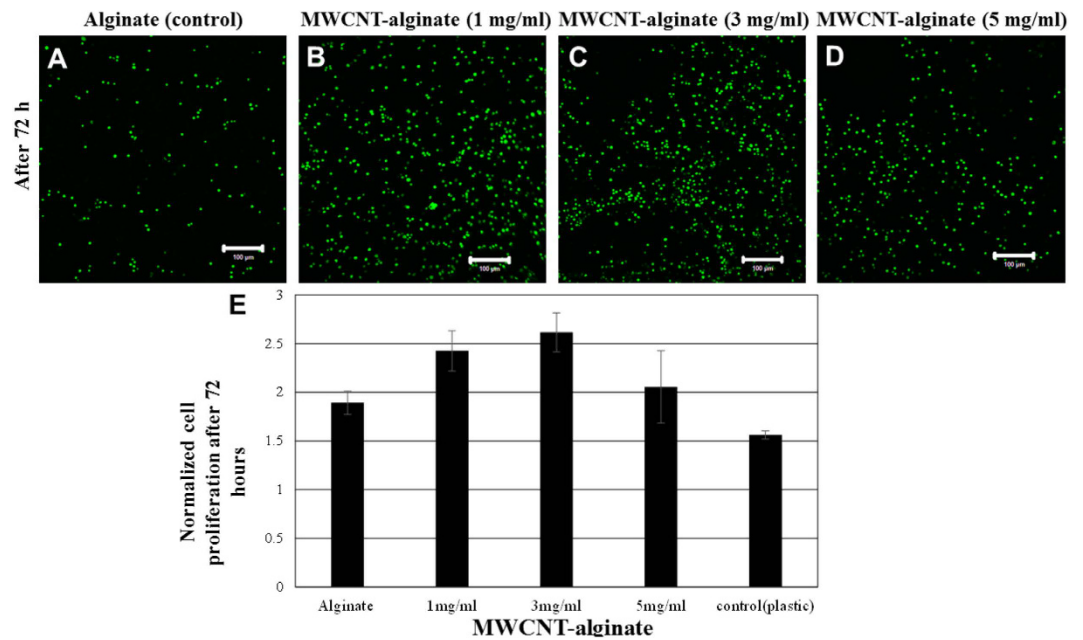 Alginate (control)
MWCNT-alginate (1 mg/ml)
MWCNT-alginate (3 mg/ml)
MWCNT-alginate (5 mg/ml)
After 72 h
A
B
C
D
100 µm
100 µm
100 µm
100 µm
E
Normalized cell
proliferation after 72
hours
3
2.5
2
1.5
1
0.5
0
Alginate
1mg/ml
3mg/ml
5mg/ml
control(plastic)
MWCNT-alginate